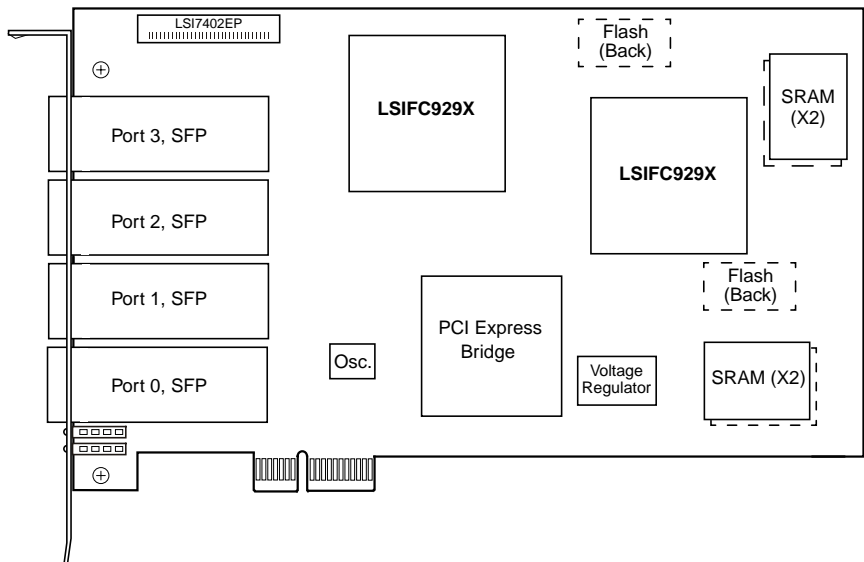 LSI7402EP
Flash
(Back)
LSIFC929X
SRAM
(X2)
Port 3, SFP
LSIFC929X
Port 2, SFP
Flash
(Back)
Port 1, SFP
PCI Express
Bridge
Osc.
Voltage
Regulator
SRAM (X2)
Port 0, SFP